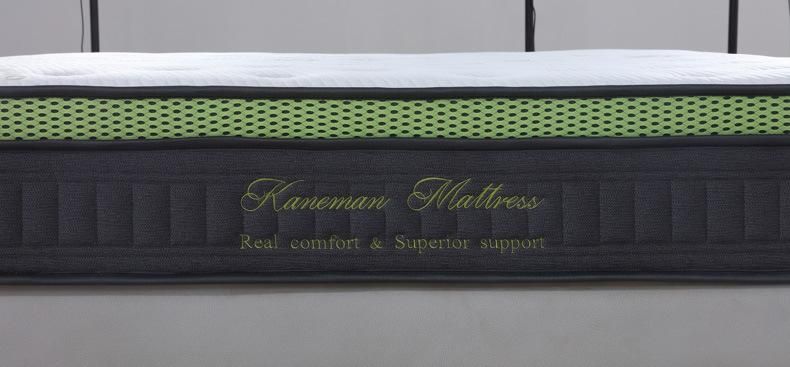 Kaneman Mattress
Real comfort & Superior support